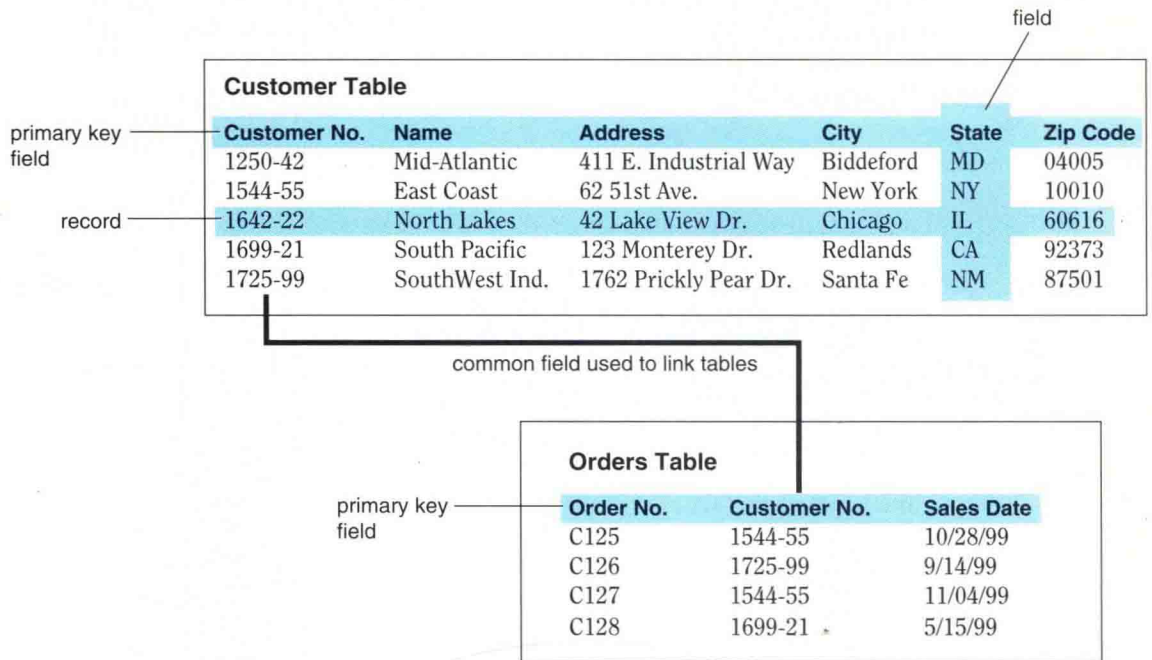 field
Customer Table
primary key
field
Customer No. Name Address City State Zip Code
1250-42 Mid-Atlantic 411 E. Industrial Way Biddeford MD 04005
1544-55 East Coast 62 51st Ave. New York NY 10010
record
1642-22 North Lakes 42 Lake View Dr. Chicago IL 60616
1699-21 South Pacific 123 Monterey Dr. Redlands CA 92373
1725-99 SouthWest Ind. 1762 Prickly Pear Dr. Santa Fe NM 87501
common field used to link tables
Orders Table
primary key
field
Order No. Customer No. Sales Date
C125 1544-55 10/28/99
C126 1725-99 9/14/99
C127 1544-55 11/04/99
C128 1699-21 5/15/99